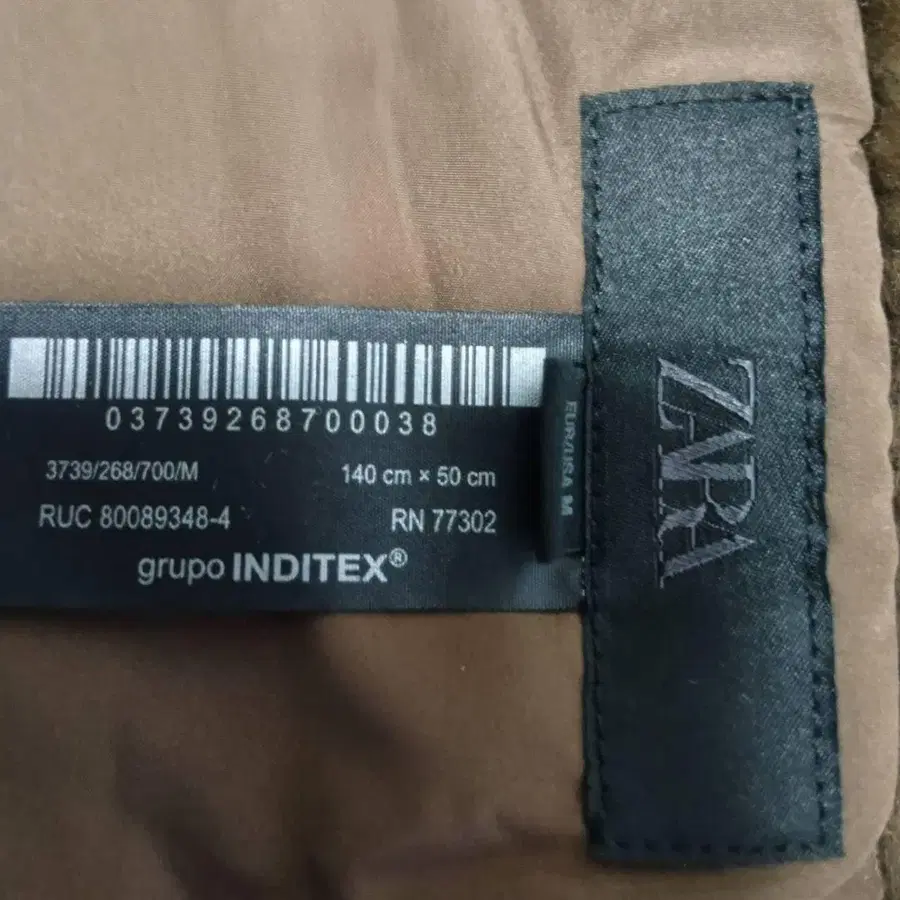 03739268700038
3739/268/700/M
140 cm × 50 cm
RUC 80089348-4
RN 77302
grupo INDITEX®
EUR/USA M
ZARA